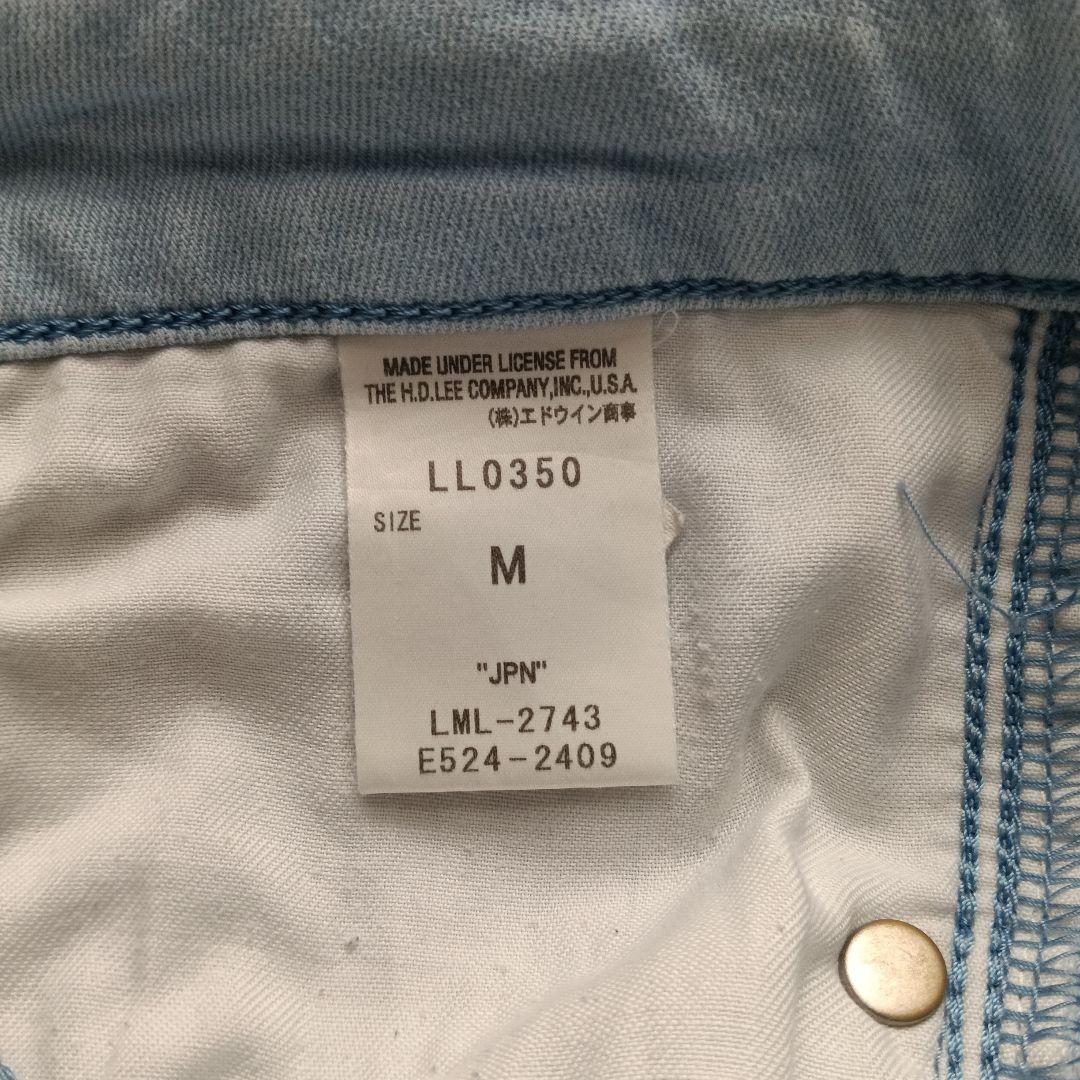 MADE UNDER LICENSE FROM
THE H.D.LEE COMPANY,INC.,U.S.A.
(株)エドウイン商事
LL0350
SIZE
M
"JPN"
LML-2743
E524-2409